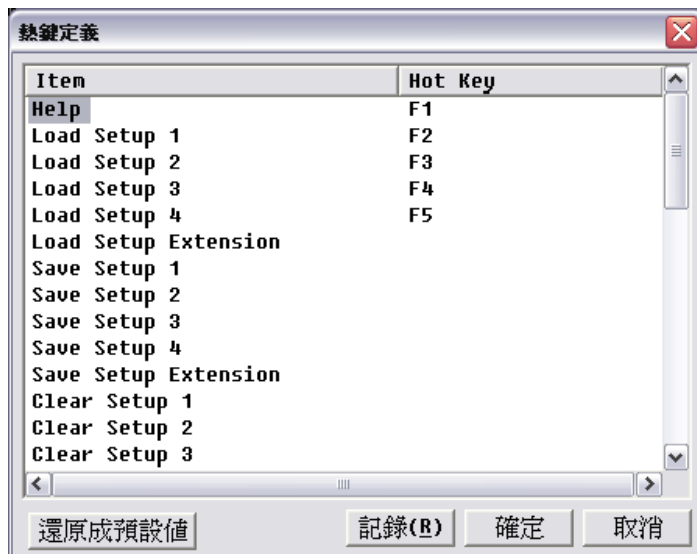 熱鍵定義
Item Hot Key
Help F1
Load Setup 1 F2
Load Setup 2 F3
Load Setup 3 F4
Load Setup 4 F5
Load Setup Extension
Save Setup 1
Save Setup 2
Save Setup 3
Save Setup 4
Save Setup Extension
Clear Setup 1
Clear Setup 2
Clear Setup 3
還原成預設値 記錄(R) 確定 取消